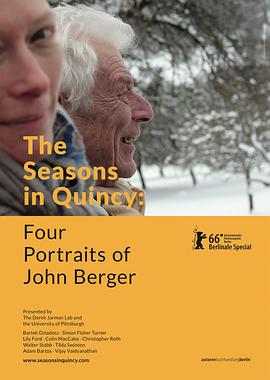 The
Seasons
in Quincy:
Four
Portraits of
John Berger
66
Internationale
Filmfestspiele
Berlin
Berlinale Special
Presented by
The Derek Jarman Lab and
the University of Pittsburgh
Bartek Dziadosz · Simon Fisher Turner
Lily Ford · Colin MacCabe · Christopher Roth
Walter Stabb · Tilda Swinton
Adam Bartos · Vijay Vaidyanathan
www.seasonsinquincy.com
autorenbuchhandlungberlin